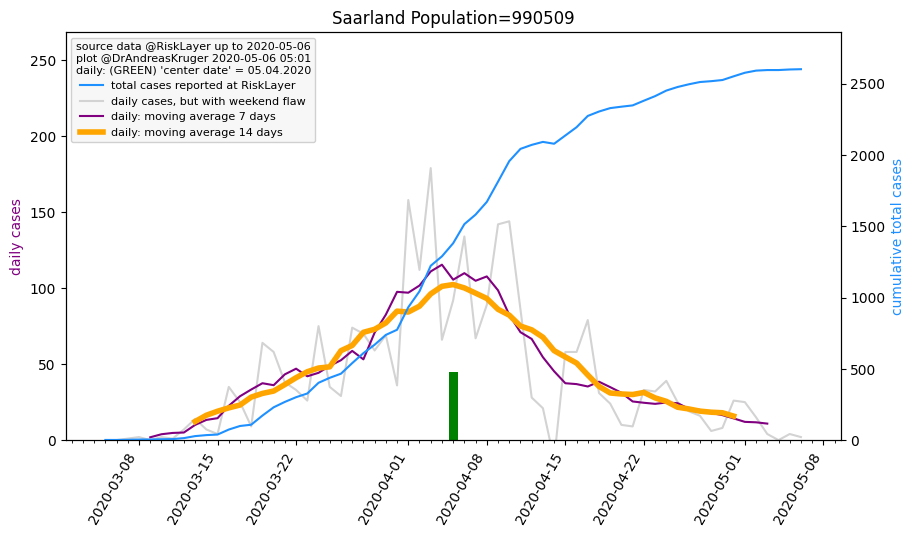 Saarland Population=990509
source data @RiskLayer up to 2020-05-06
plot @DrAndreasKruger 2020-05-06 05:01
daily: (GREEN) 'center date' = 05.04.2020
total cases reported at RiskLayer
daily cases, but with weekend flaw
daily: moving average 7 days
daily: moving average 14 days
daily cases
250
200
150
100
50
0
cumulative total cases
2500
2000
1500
1000
500
0
2020-03-08
2020-03-15
2020-03-22
2020-04-01
2020-04-08
2020-04-15
2020-04-22
2020-05-01
2020-05-08